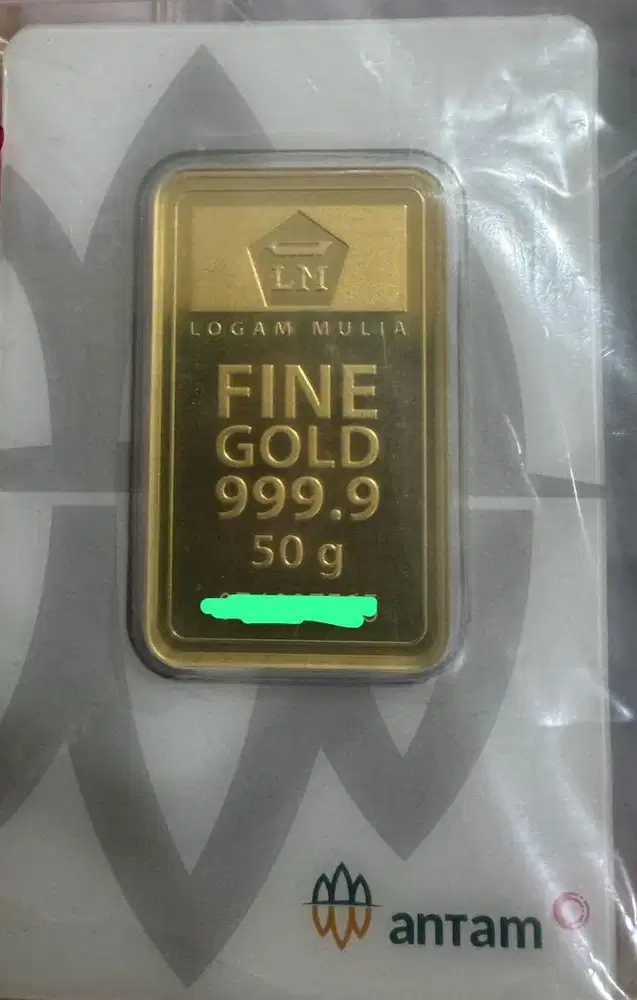 LM
LOGAM MULIA
FINE
GOLD
999.9
50 g
antam